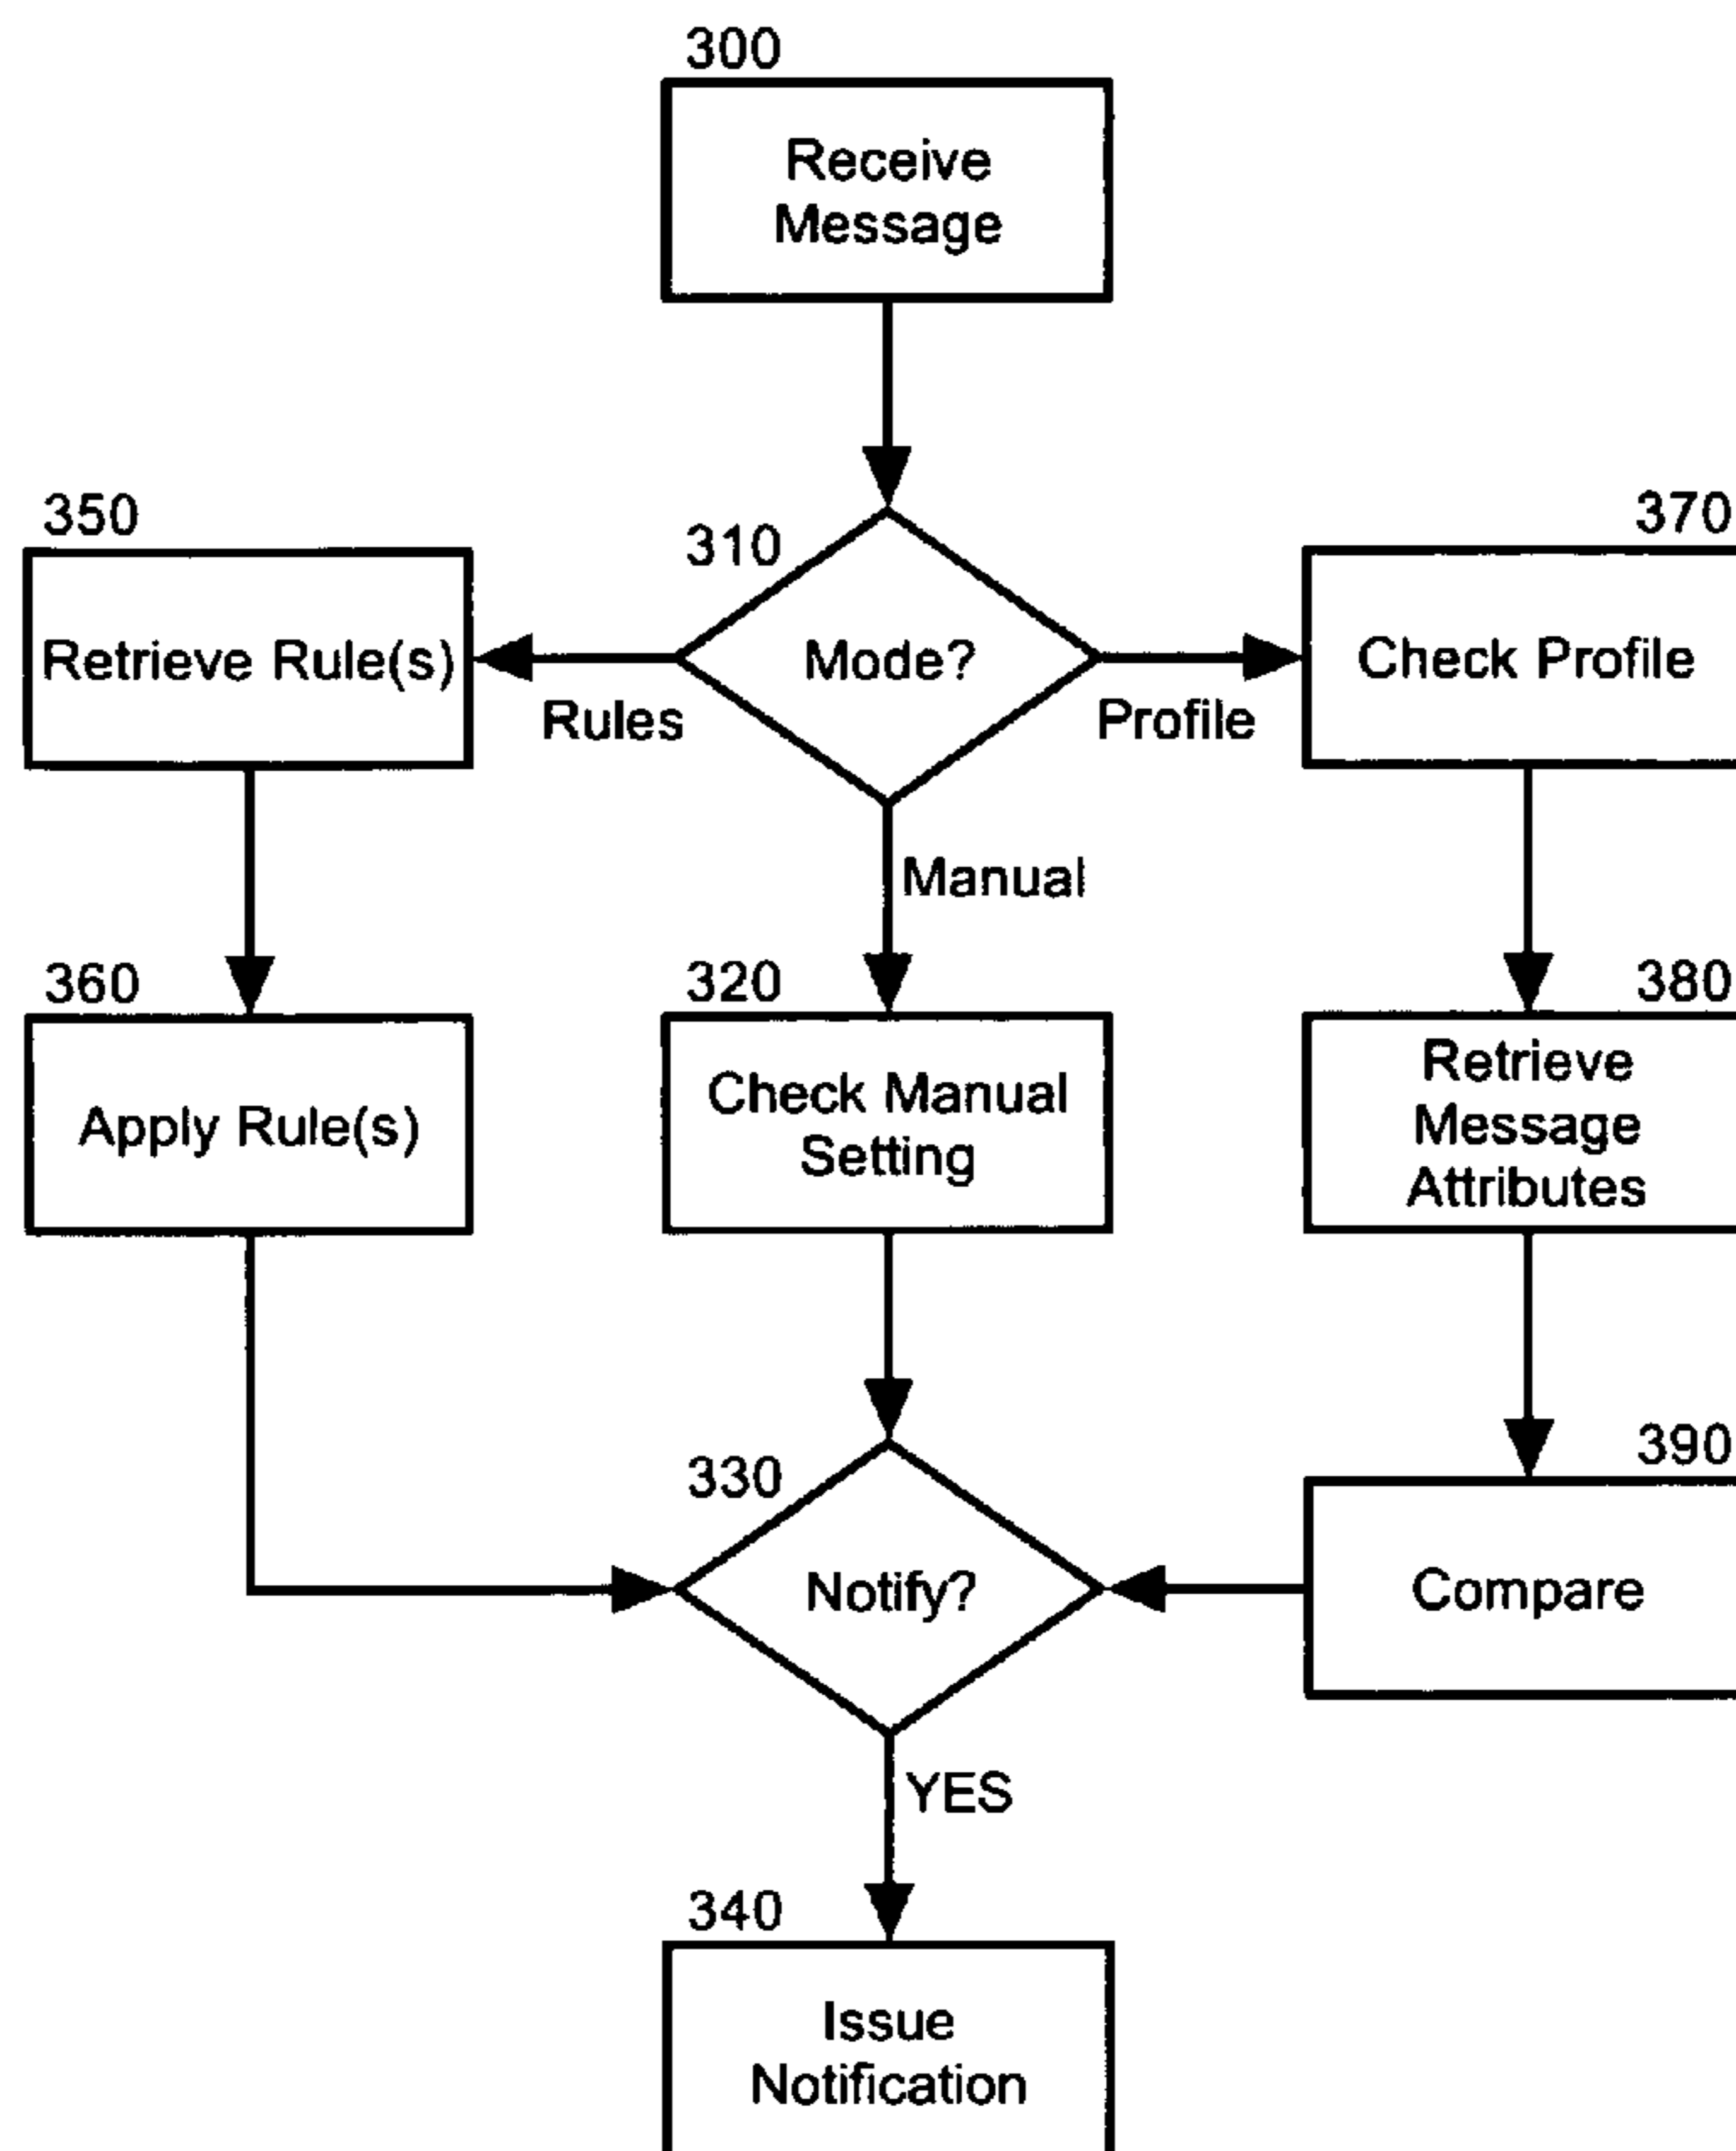 300
Receive
Message
350
310
370
Retrieve Rule(s)
Mode?
Check Profile
Rules
Profile
Manual
360
320
380
Apply Rule(s)
Check Manual
Setting
Retrieve
Message
Attributes
330
390
Notify?
Compare
YES
340
Issue
Notification